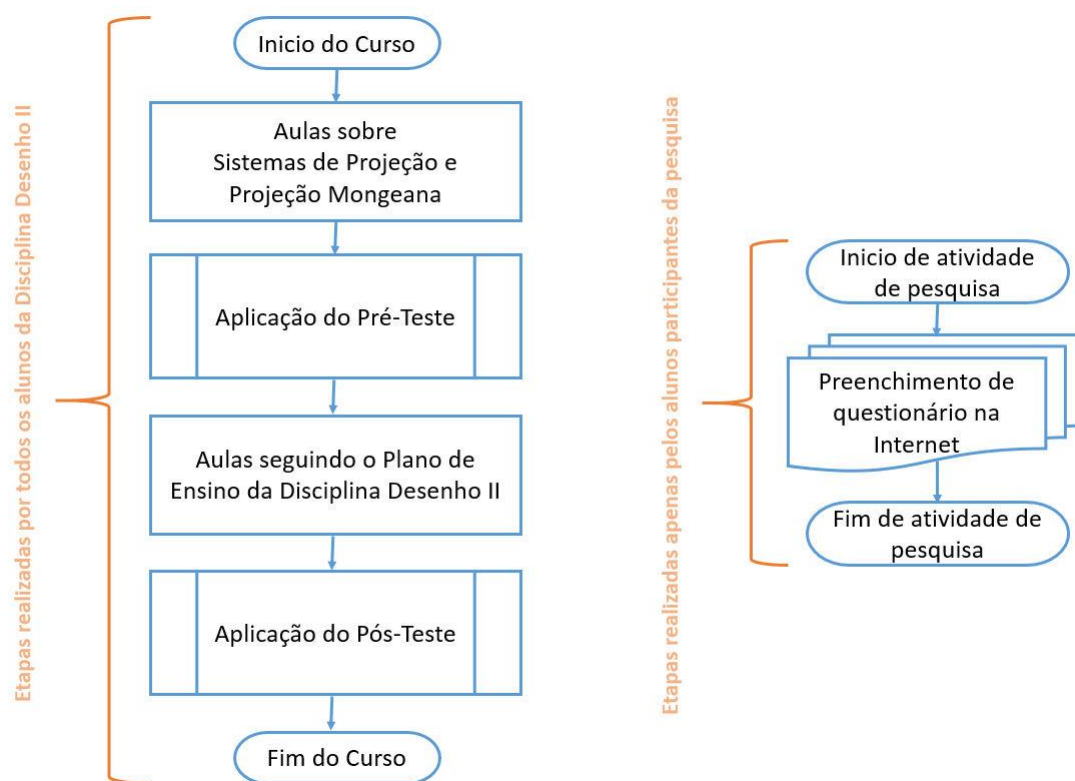 Etapas realizadas por todos os alunos da Disciplina Desenho II
Inicio do Curso
Aulas sobre
Sistemas de Projeção e
Projeção Mongeana
Aplicação do Pré-Teste
Aulas seguindo o Plano de
Ensino da Disciplina Desenho II
Aplicação do Pós-Teste
Fim do Curso
Etapas realizadas apenas pelos alunos participantes da pesquisa
Inicio de atividade
de pesquisa
Preenchimento de
questionário na
Internet
Fim de atividade de
pesquisa